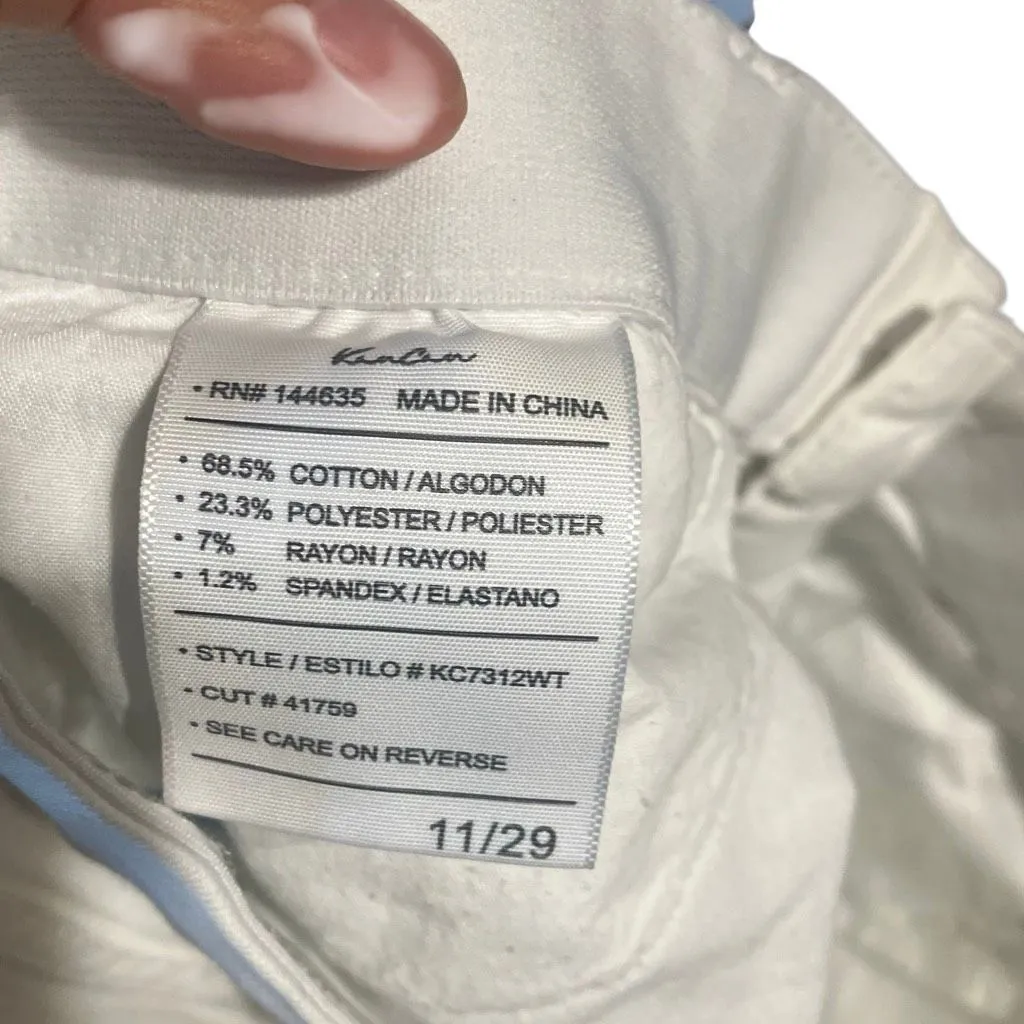 KanCan
• RN# 144635 MADE IN CHINA
• 68.5% COTTON / ALGODON
• 23.3% POLYESTER / POLIESTER
• 7% RAYON / RAYON
• 1.2% SPANDEX / ELASTANO
• STYLE / ESTILO # KC7312WT
• CUT # 41759
• SEE CARE ON REVERSE
11/29